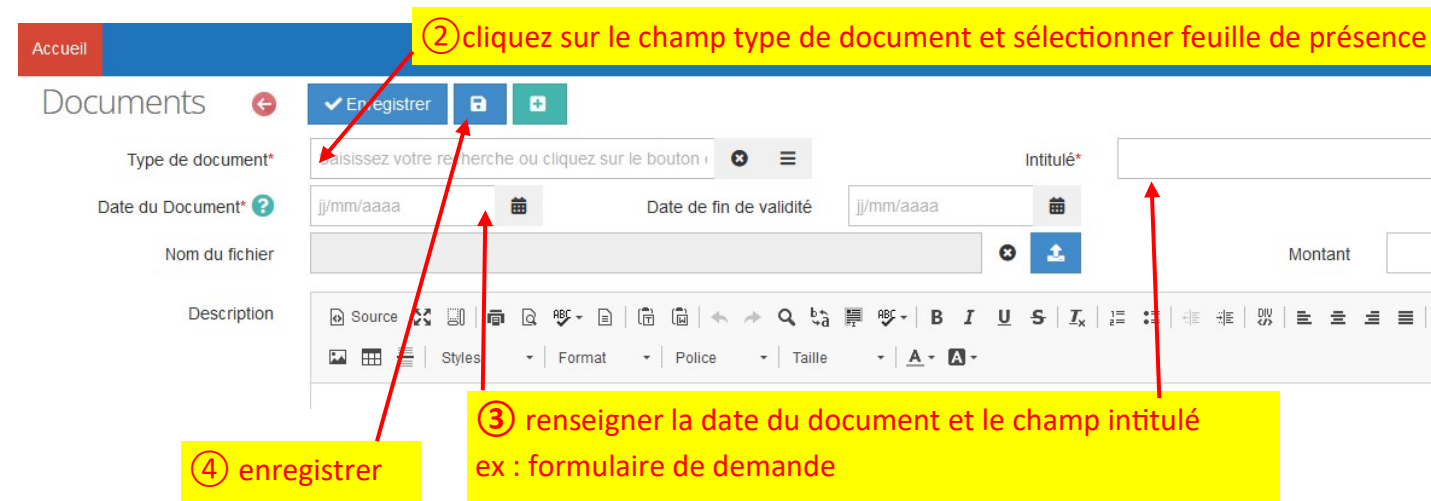 ②cliquez sur le champ type de document et sélectionner feuille de présence
Accueil
Documents
Enregistrer
Type de document*
Saisissez votre recherche ou cliquez sur le bouton
Intitulé*
Date du Document*
jj/mm/aaaa
Date de fin de validité
jj/mm/aaaa
Nom du fichier
Montant
Description
Source
Styles
Format
Police
Taille
③ renseigner la date du document et le champ intitulé
ex : formulaire de demande
④ enregistrer